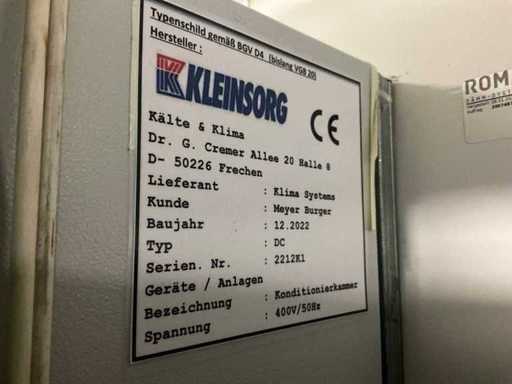 Typenschild gemäß BGV D4 (bislang VGB 20)
Hersteller :
KLEINSORG
CE
Kälte & Klima
Dr. G. Cremer Allee 20 Halle 8
D- 50226 Frechen
Lieferant : Klima Systems
Kunde : Meyer Burger
Baujahr : 12.2022
Typ : DC
Serien. Nr. : 2212K1
Geräte / Anlagen
Bezeichnung : Konditionierkammer
Spannung : 400V/50Hz
ROM